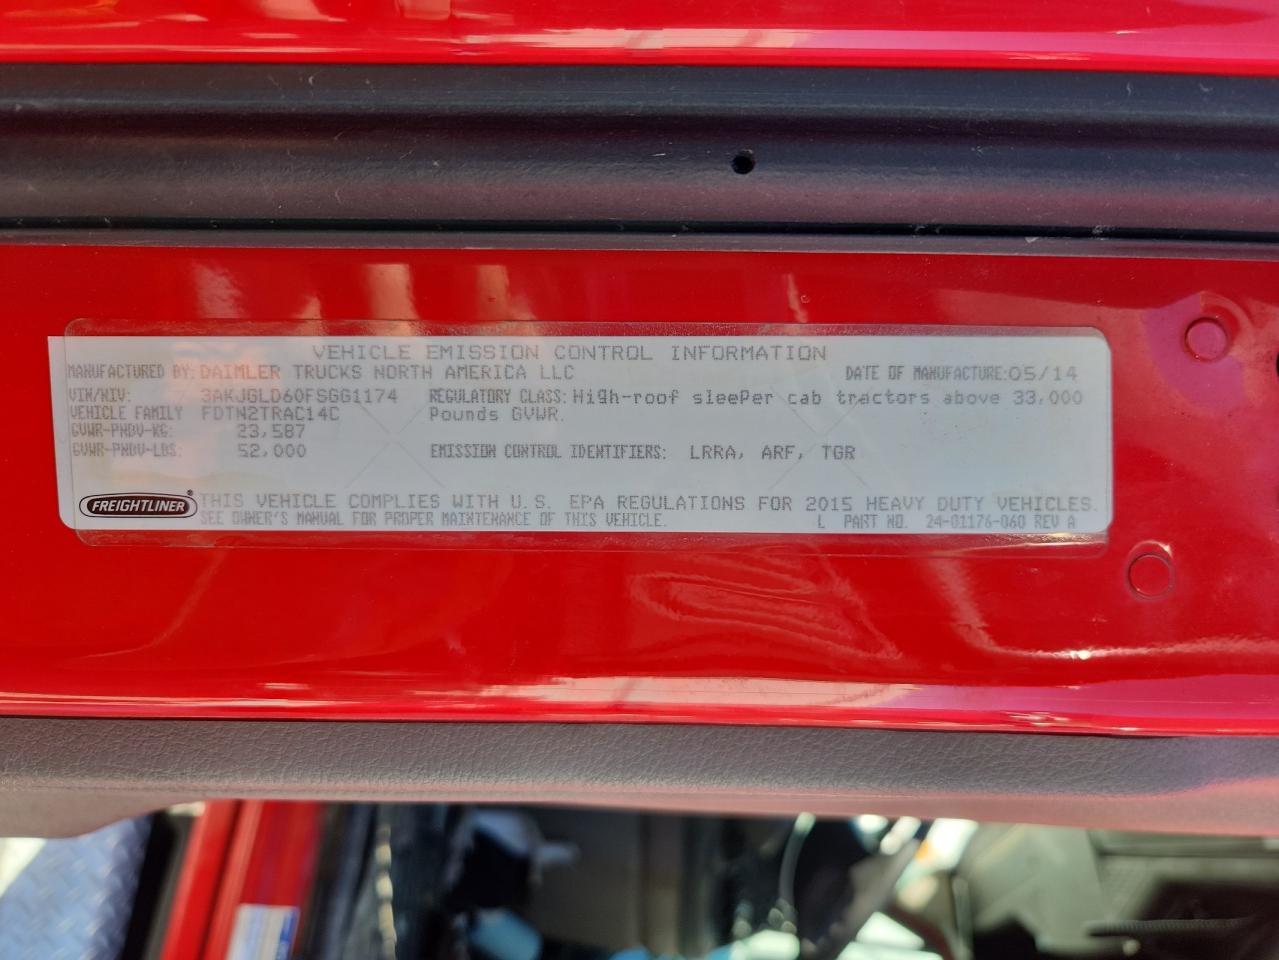 VEHICLE EMISSION CONTROL INFORMATION
MANUFACTURED BY: DAIMLER TRUCKS NORTH AMERICA LLC DATE OF MANUFACTURE: 05/14
VIN/NIV: 3AKJGLD60FSGG1174 REGULATORY CLASS: High-roof sleeper cab tractors above 33,000
VEHICLE FAMILY FDTN2TRAC14C Pounds GVWR.
GVWR-PNBV-KG: 23,587
GVWR-PNBV-LBS: 52,000 EMISSION CONTROL IDENTIFIERS: LRRA, ARF, TGR
FREIGHTLINER® THIS VEHICLE COMPLIES WITH U.S. EPA REGULATIONS FOR 2015 HEAVY DUTY VEHICLES.
SEE OWNER'S MANUAL FOR PROPER MAINTENANCE OF THIS VEHICLE. L PART NO. 24-01176-060 REV A